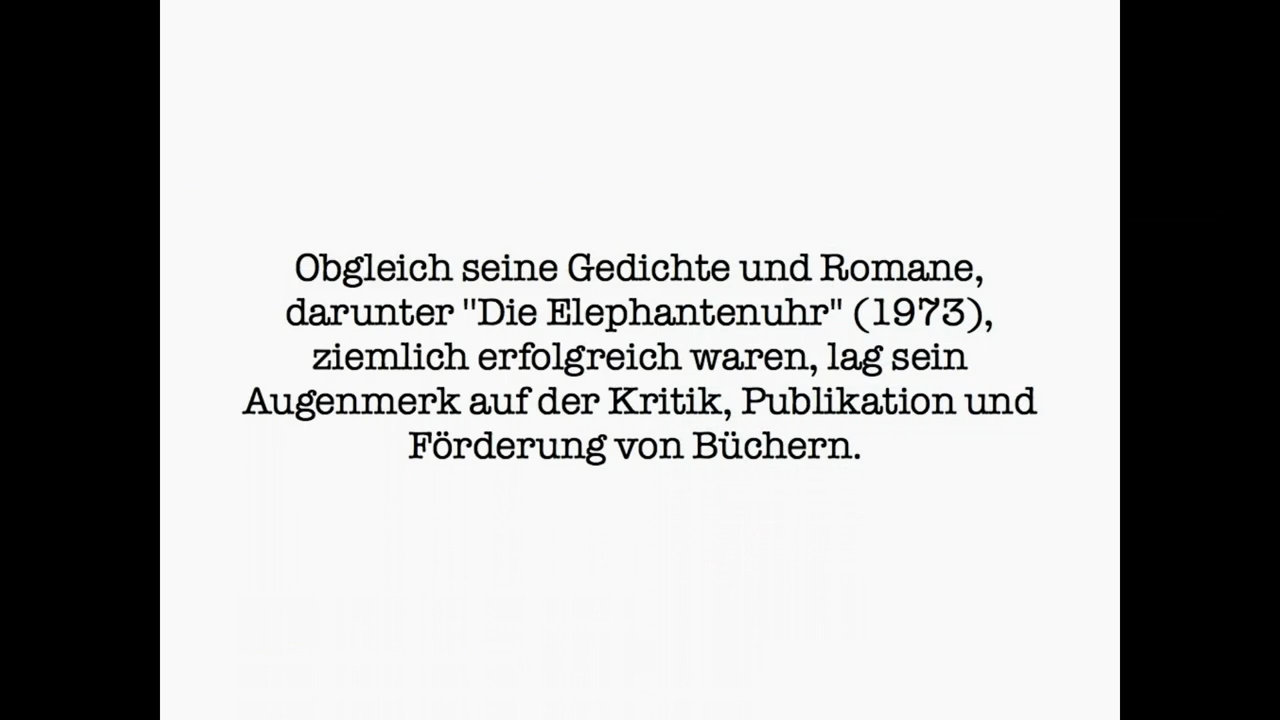 Obgleich seine Gedichte und Romane,
darunter "Die Elephantenuhr" (1973),
ziemlich erfolgreich waren, lag sein
Augenmerk auf der Kritik, Publikation und
Förderung von Büchern.